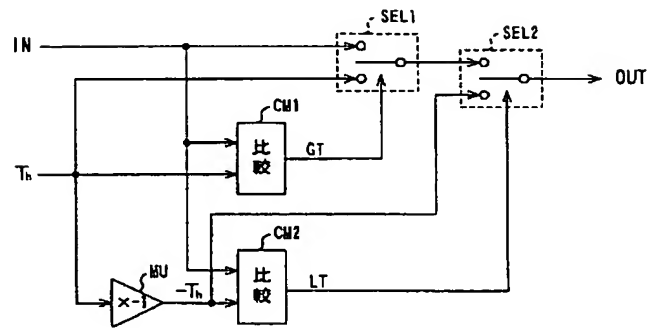 SEL1
IN
SEL2
OUT
CM1
比較
GT
Th
CM2
MU
×-1
-Th
比較
LT